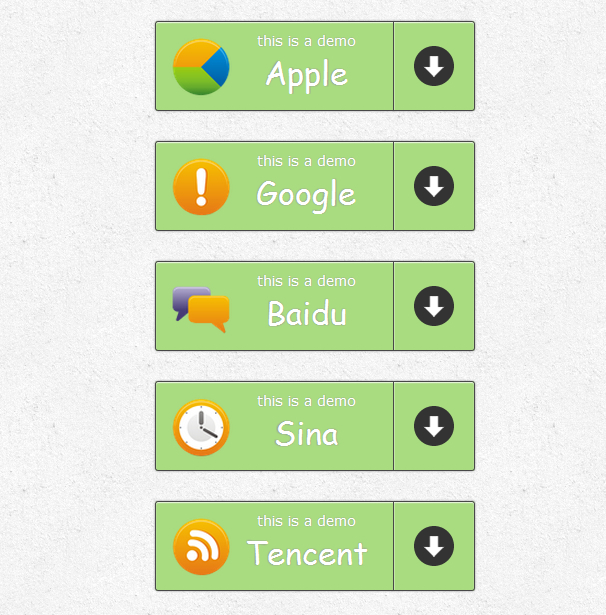 this is a demo
Apple
this is a demo
Google
this is a demo
Baidu
this is a demo
Sina
this is a demo
Tencent